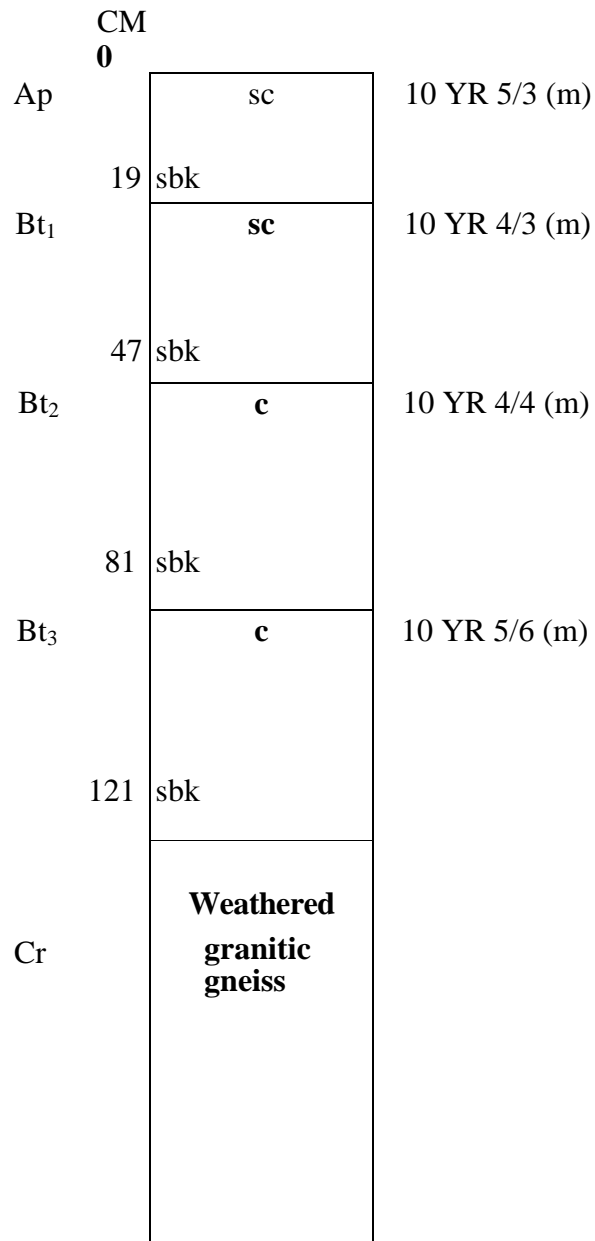 CM
0
Ap sc 10 YR 5/3 (m)
19 sbk
Bt₁ sc 10 YR 4/3 (m)
47 sbk
Bt₂ c 10 YR 4/4 (m)
81 sbk
Bt₃ c 10 YR 5/6 (m)
121 sbk
Weathered
Cr granitic
gneiss